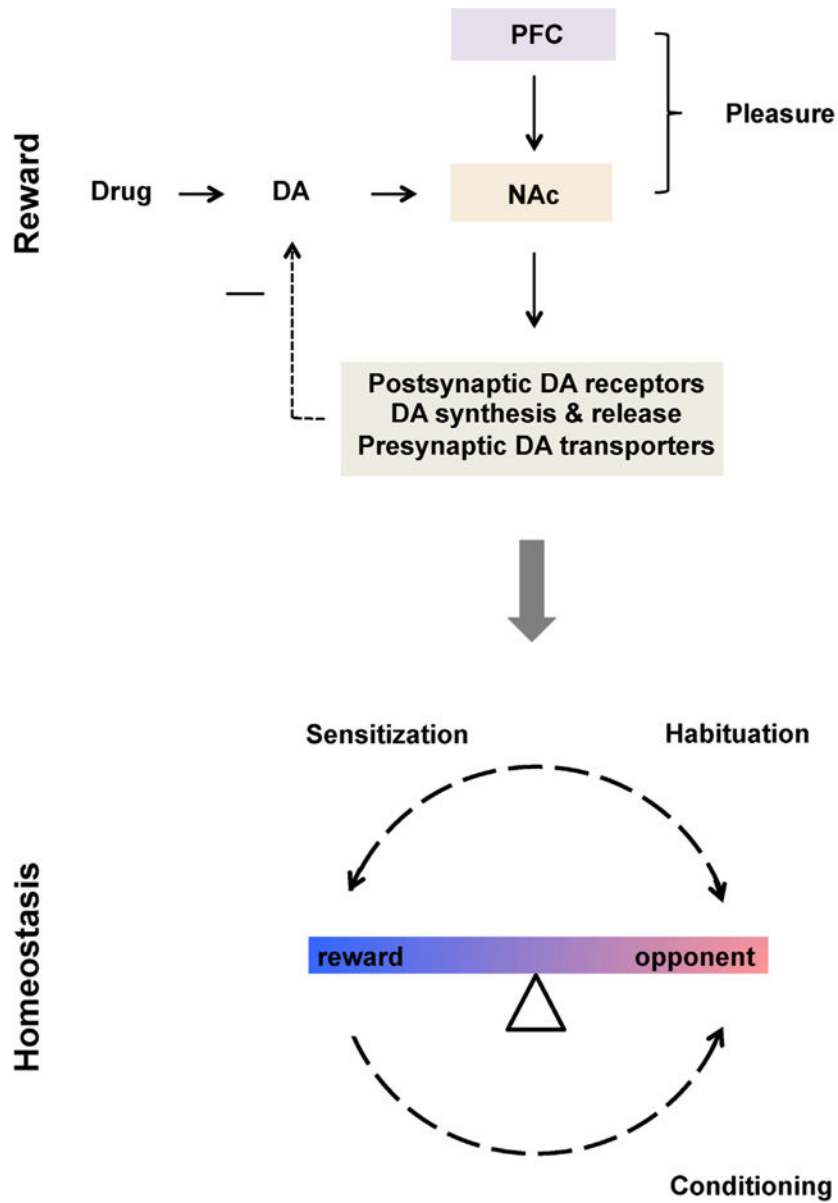 PFC
Pleasure
Reward
Drug
DA
NAc
Postsynaptic DA receptors
DA synthesis & release
Presynaptic DA transporters
Sensitization
Habituation
Homeostasis
reward
opponent
Conditioning